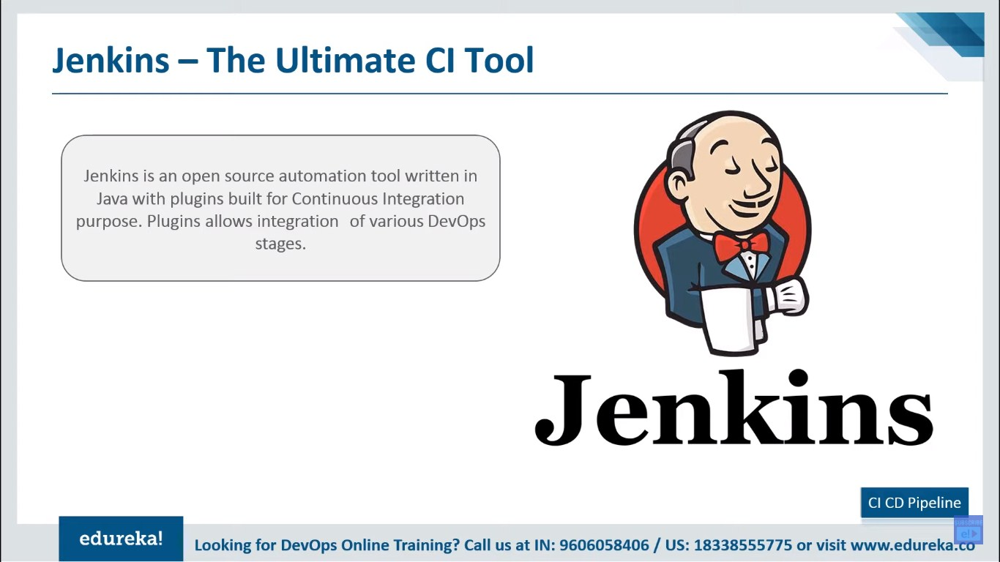 Jenkins – The Ultimate CI Tool
Jenkins is an open source automation tool written in
Java with plugins built for Continuous Integration
purpose. Plugins allows integration of various DevOps
stages.
Jenkins
CI CD Pipeline
SUBSCRIBE
e!
edureka!
Looking for DevOps Online Training? Call us at IN: 9606058406 / US: 18338555775 or visit www.edureka.co